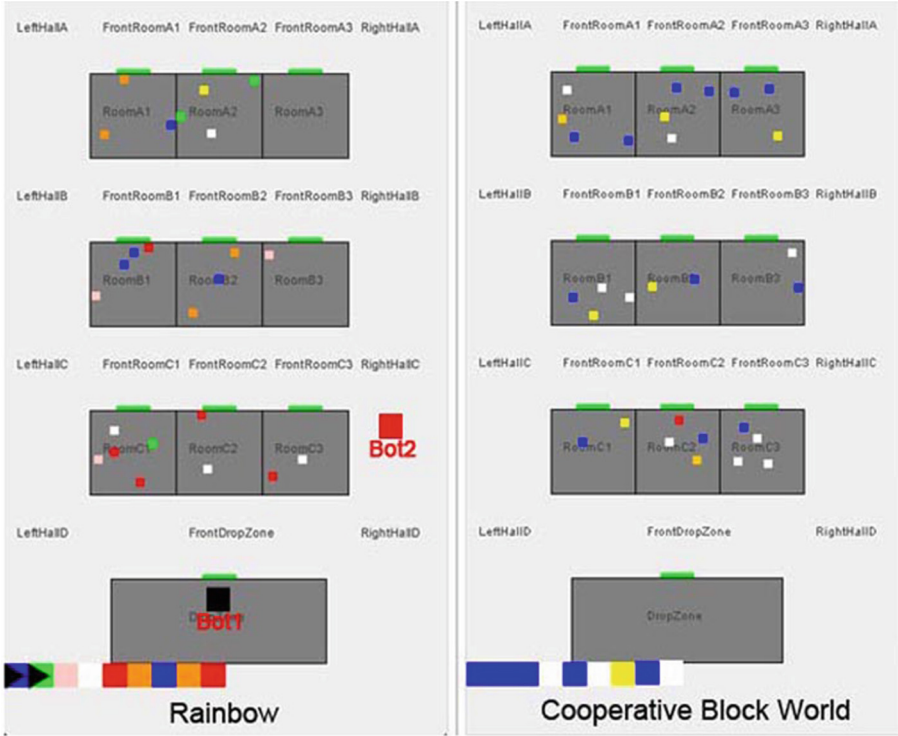 LeftHallA FrontRoomA1 FrontRoomA2 FrontRoomA3 RightHallA
RoomA1 RoomA2 RoomA3
LeftHallB FrontRoomB1 FrontRoomB2 FrontRoomB3 RightHallB
RoomB1 RoomB2 RoomB3
LeftHallC FrontRoomC1 FrontRoomC2 FrontRoomC3 RightHallC
RoomC1 RoomC2 RoomC3
Bot2
LeftHallD FrontDropZone RightHallD
DropZone
Bot1
Rainbow
LeftHallA FrontRoomA1 FrontRoomA2 FrontRoomA3 RightHallA
RoomA1 RoomA2 RoomA3
LeftHallB FrontRoomB1 FrontRoomB2 FrontRoomB3 RightHallB
RoomB1 RoomB2 RoomB3
LeftHallC FrontRoomC1 FrontRoomC2 FrontRoomC3 RightHallC
RoomC1 RoomC2 RoomC3
LeftHallD FrontDropZone RightHallD
DropZone
Cooperative Block World